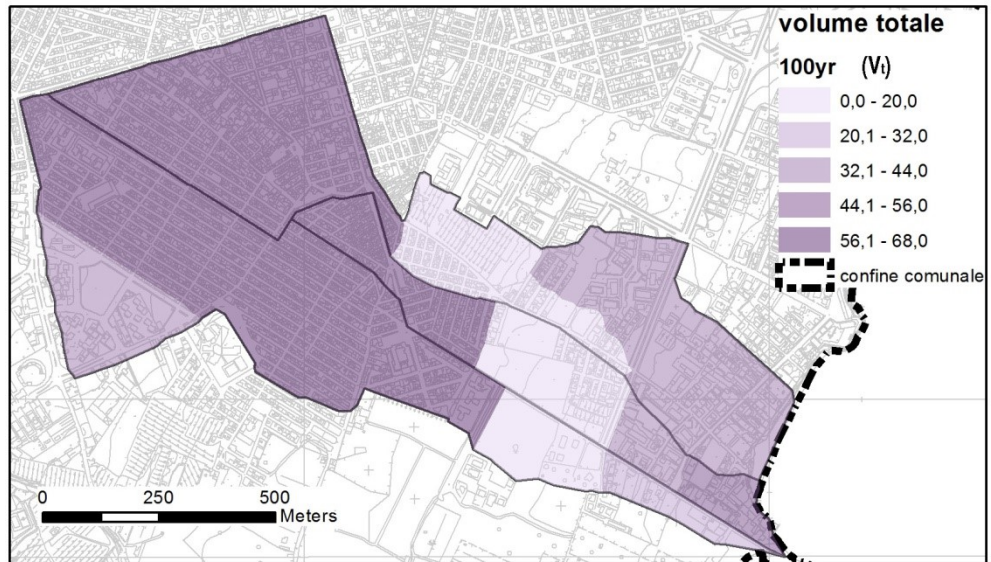 volume totale
100yr (Vt)
0,0 - 20,0
20,1 - 32,0
32,1 - 44,0
44,1 - 56,0
56,1 - 68,0
confine comunale
0 250 500
Meters